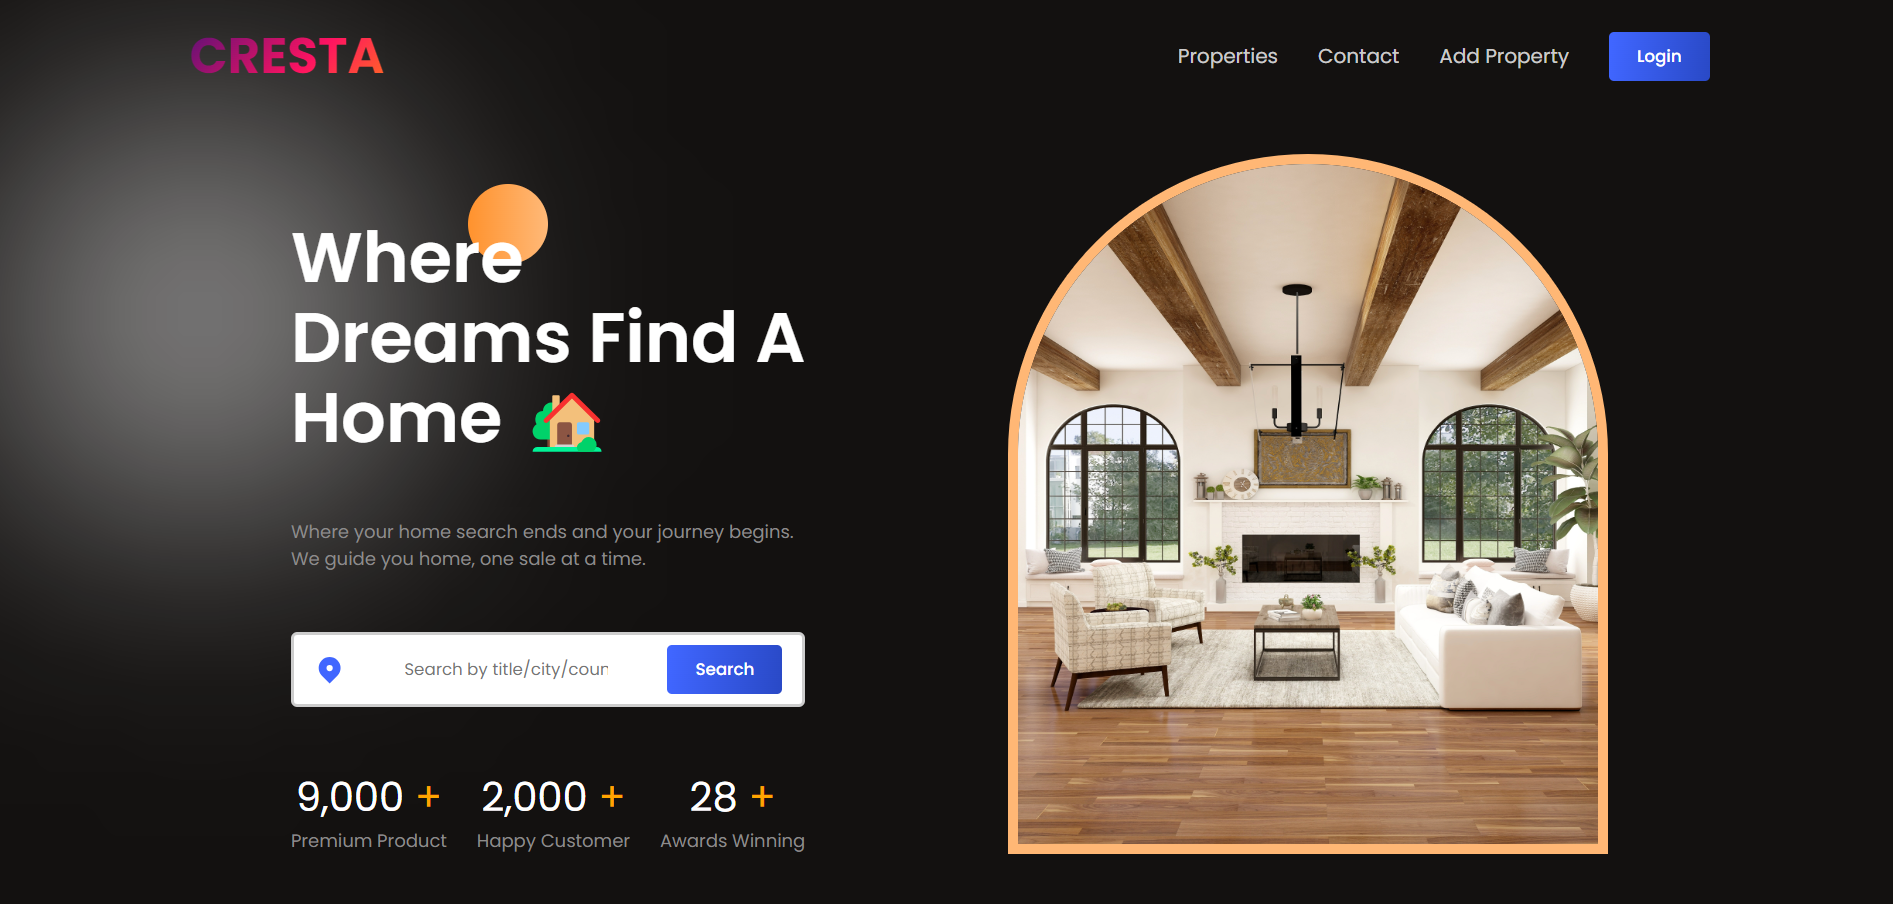 CRESTA
Properties
Contact
Add Property
Login
Where
Dreams Find A
Home
Where your home search ends and your journey begins.
We guide you home, one sale at a time.
Search by title/city/coun
Search
9,000 +
2,000 +
28 +
Premium Product
Happy Customer
Awards Winning